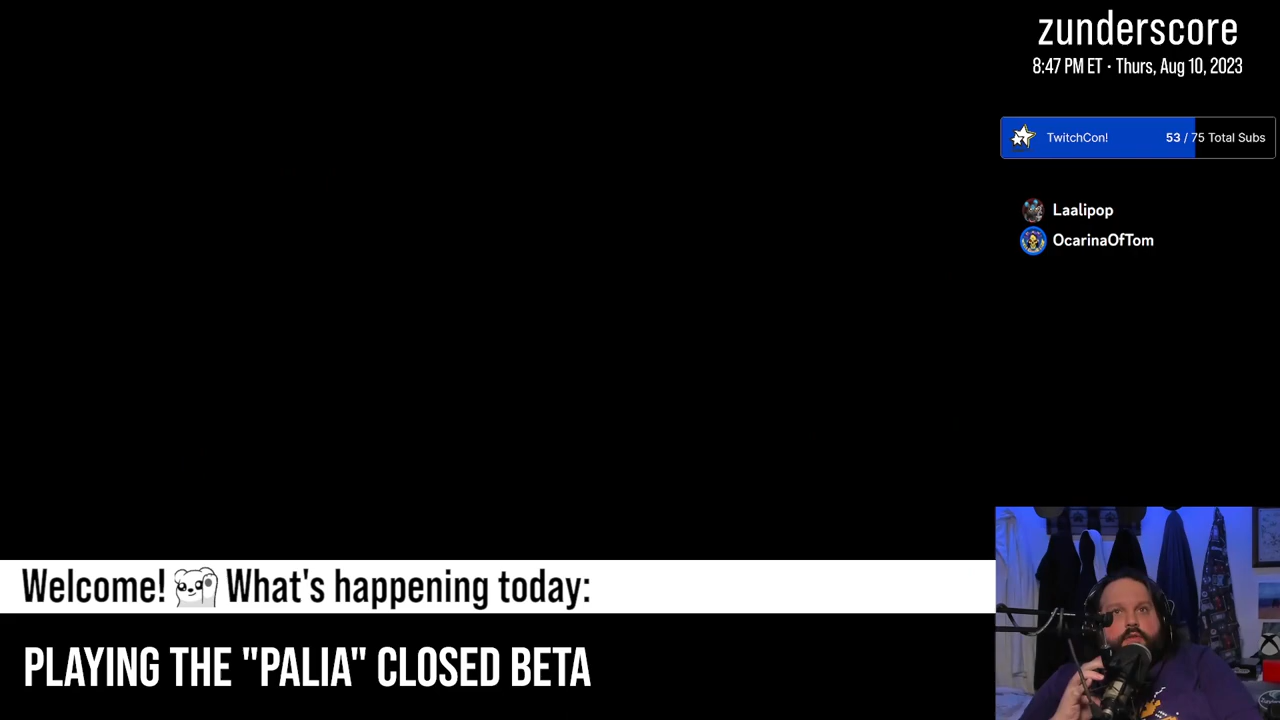 zunderscore
8:47 PM ET · Thurs, Aug 10, 2023
TwitchCon! 53 / 75 Total Subs
Laalipop
OcarinaOfTom
Welcome! What's happening today:
PLAYING THE "PALIA" CLOSED BETA